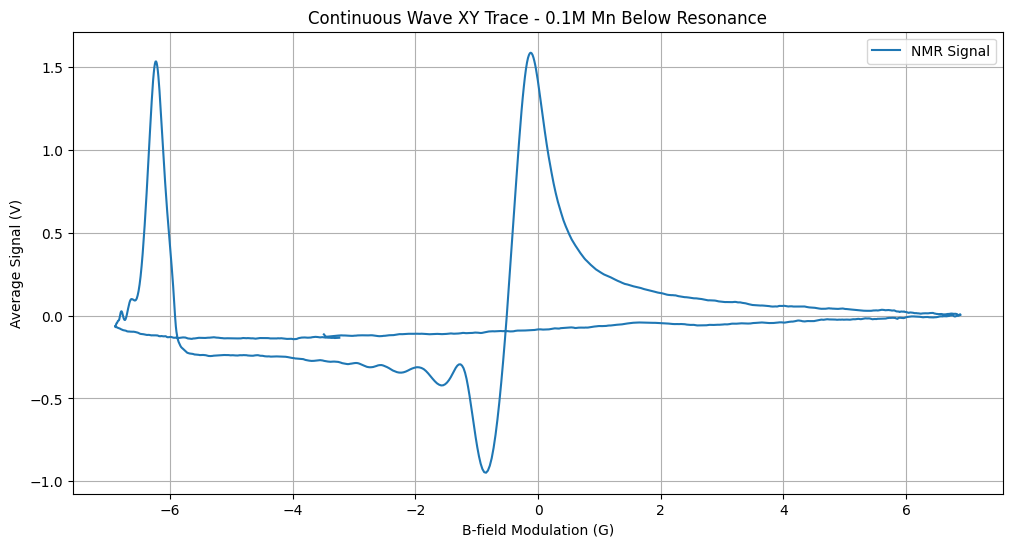 Continuous Wave XY Trace - 0.1M Mn Below Resonance
NMR Signal
Average Signal (V)
1.5
1.0
0.5
0.0
−0.5
−1.0
−6 −4 −2 0 2 4 6
B-field Modulation (G)